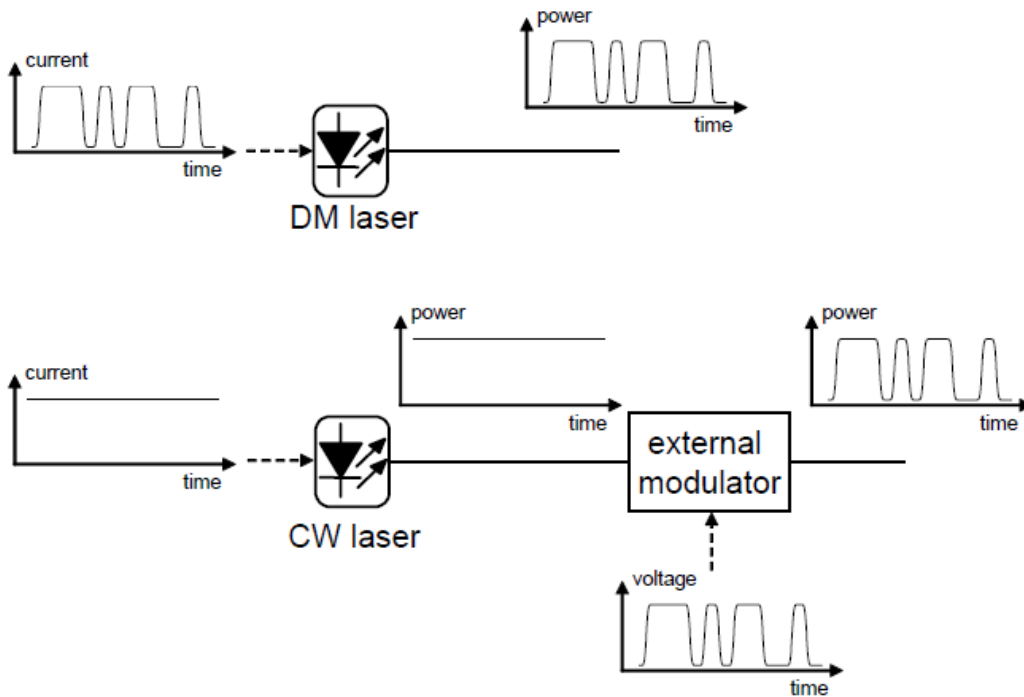 power
current
time
time
DM laser
power
power
current
time
time
time
external
modulator
CW laser
voltage
time